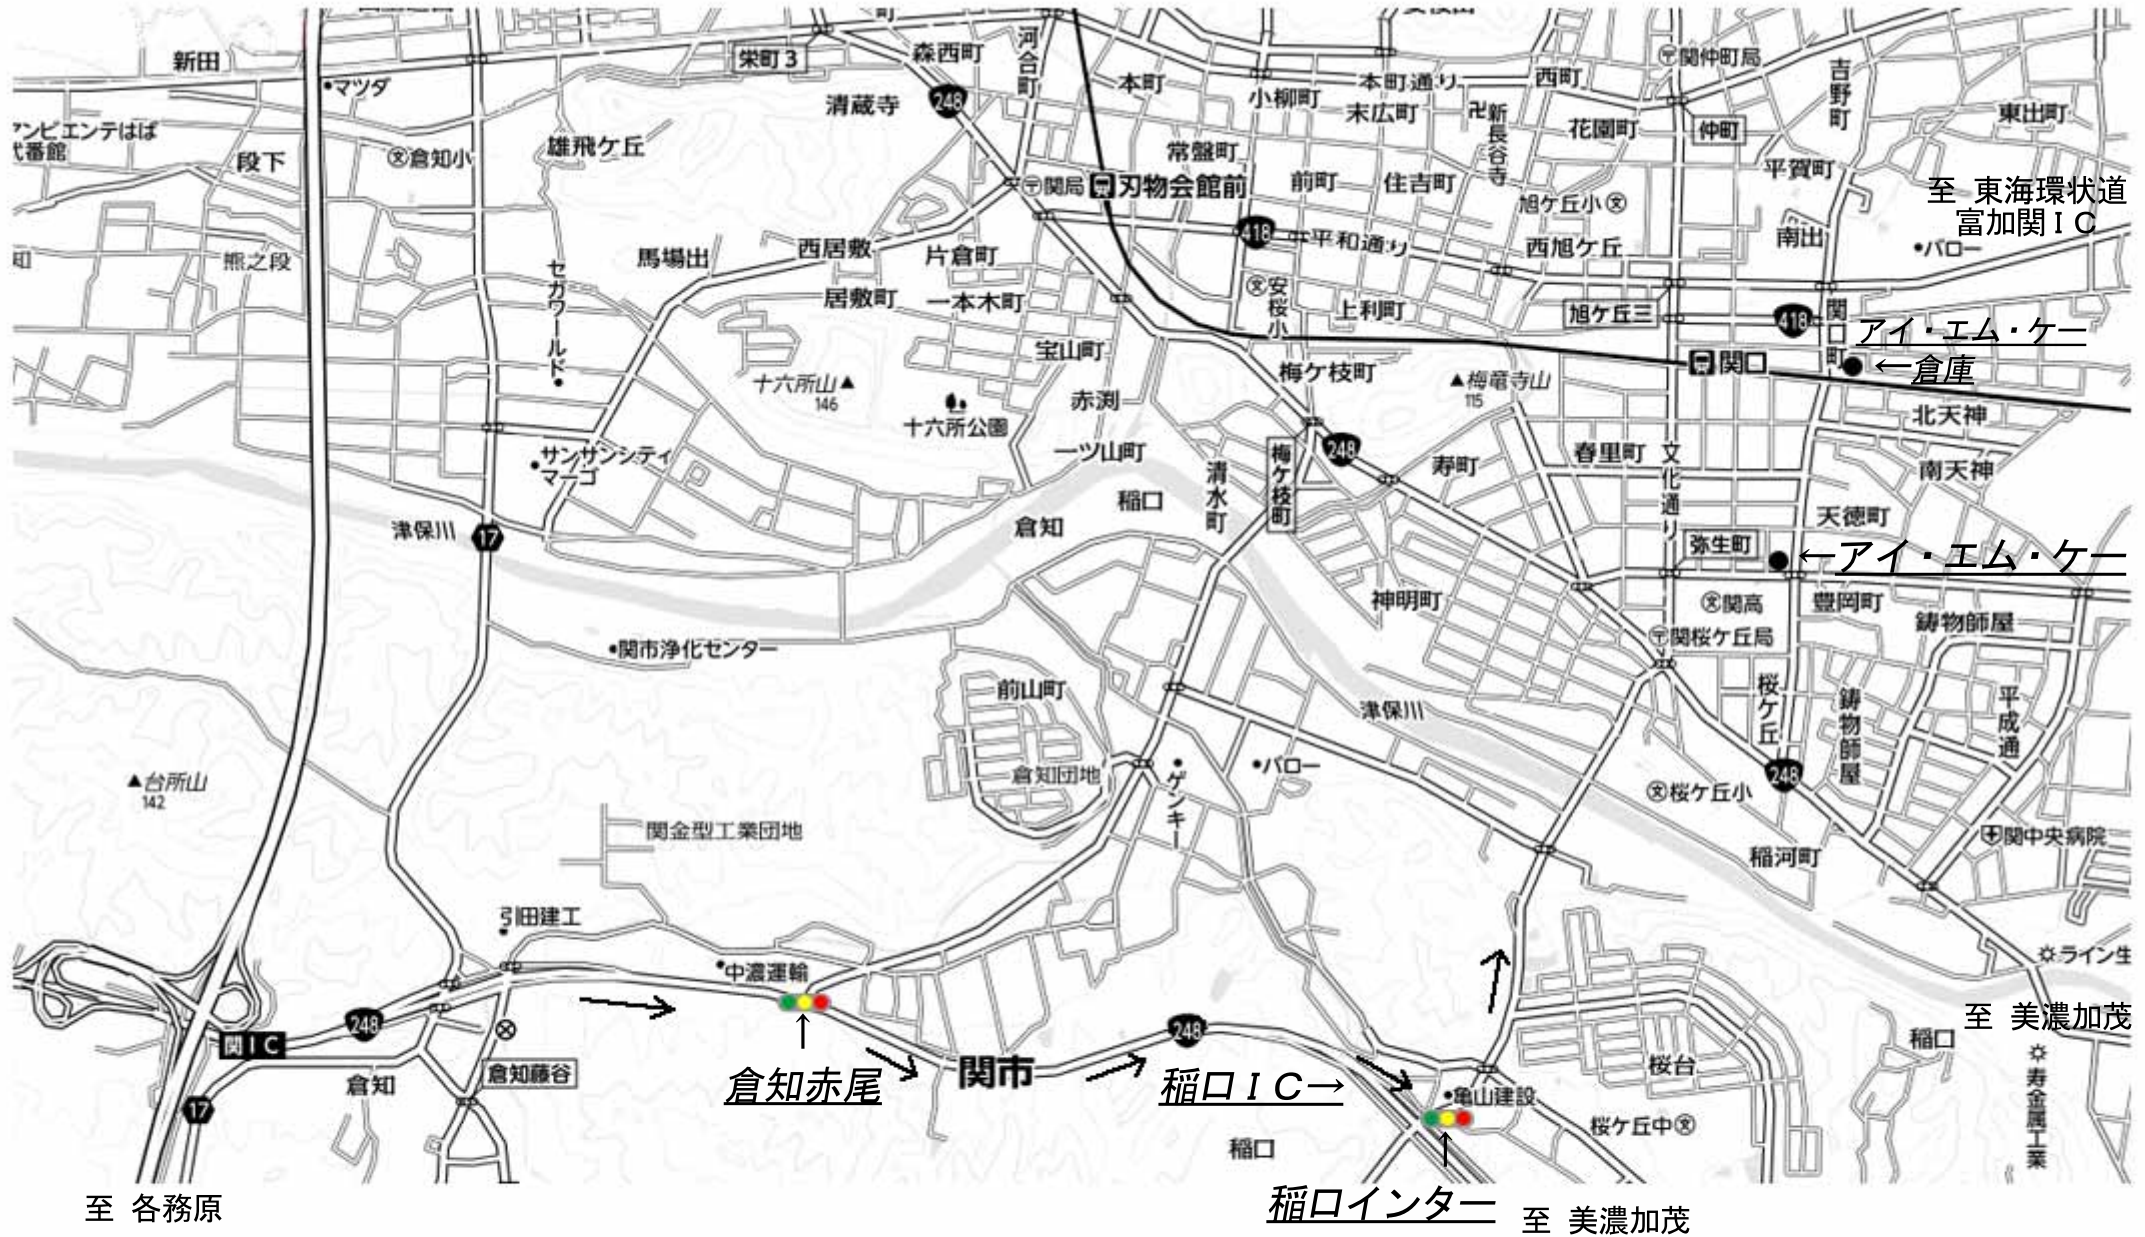 新田
マツダ
栄町3
森西町
河合町
本町
本町通り
西町
関仲町局
吉野町
清蔵寺
248
小柳町
末広町
新長谷寺
花園町
仲町
東出町
段下
倉知小
雄飛ケ丘
常盤町
平賀町
関局
刃物会館前
前町
住吉町
旭ケ丘小
至 東海環状道
富加関IC
熊之段
馬場出
西居敷
片倉町
418
平和通り
西旭ケ丘
南出
バロー
セガワールド
居敷町
一本木町
安桜小
上利町
旭ケ丘三
418
関口町
アイ・エム・ケー
←倉庫
宝山町
関口
十六所山
146
梅ケ枝町
梅竜寺山
115
赤渕
十六所公園
北天神
サンサンシティ
マーゴ
一ツ山町
梅ケ枝町
248
寿町
春里町
文化通り
南天神
清水町
稲口
倉知
津保川
17
天徳町
弥生町
←アイ・エム・ケー
神明町
関高
豊岡町
鋳物師屋
関市浄化センター
関桜ケ丘局
前山町
津保川
桜ケ丘
鋳物師屋
平成通
台所山
142
倉知団地
ゲンキー
バロー
桜ケ丘小
248
関金型工業団地
稲河町
関中央病院
引田建工
中濃運輸
ライン生
248
関IC
関市
248
至 美濃加茂
稲口
倉知藤谷
倉知
倉知赤尾
稲口IC→
亀山建設
桜台
寿金属工業
17
桜ケ丘中
稲口
稲口インター
至 各務原
至 美濃加茂